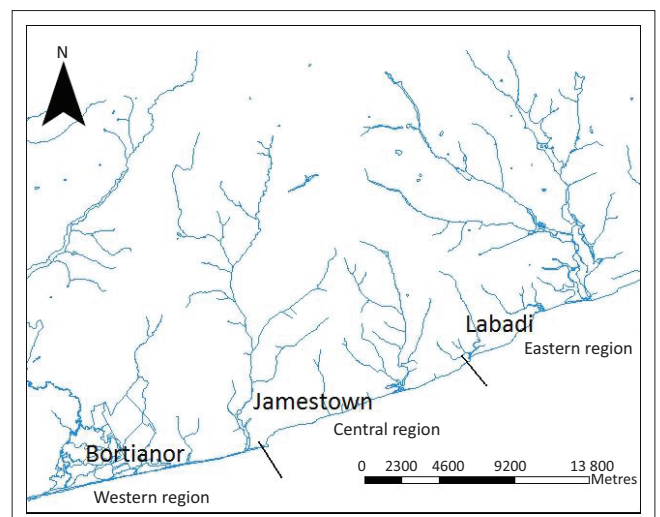 N
Labadi
Eastern region
Jamestown
Central region
Bortianor
Western region
0 2300 4600 9200 13 800
Metres